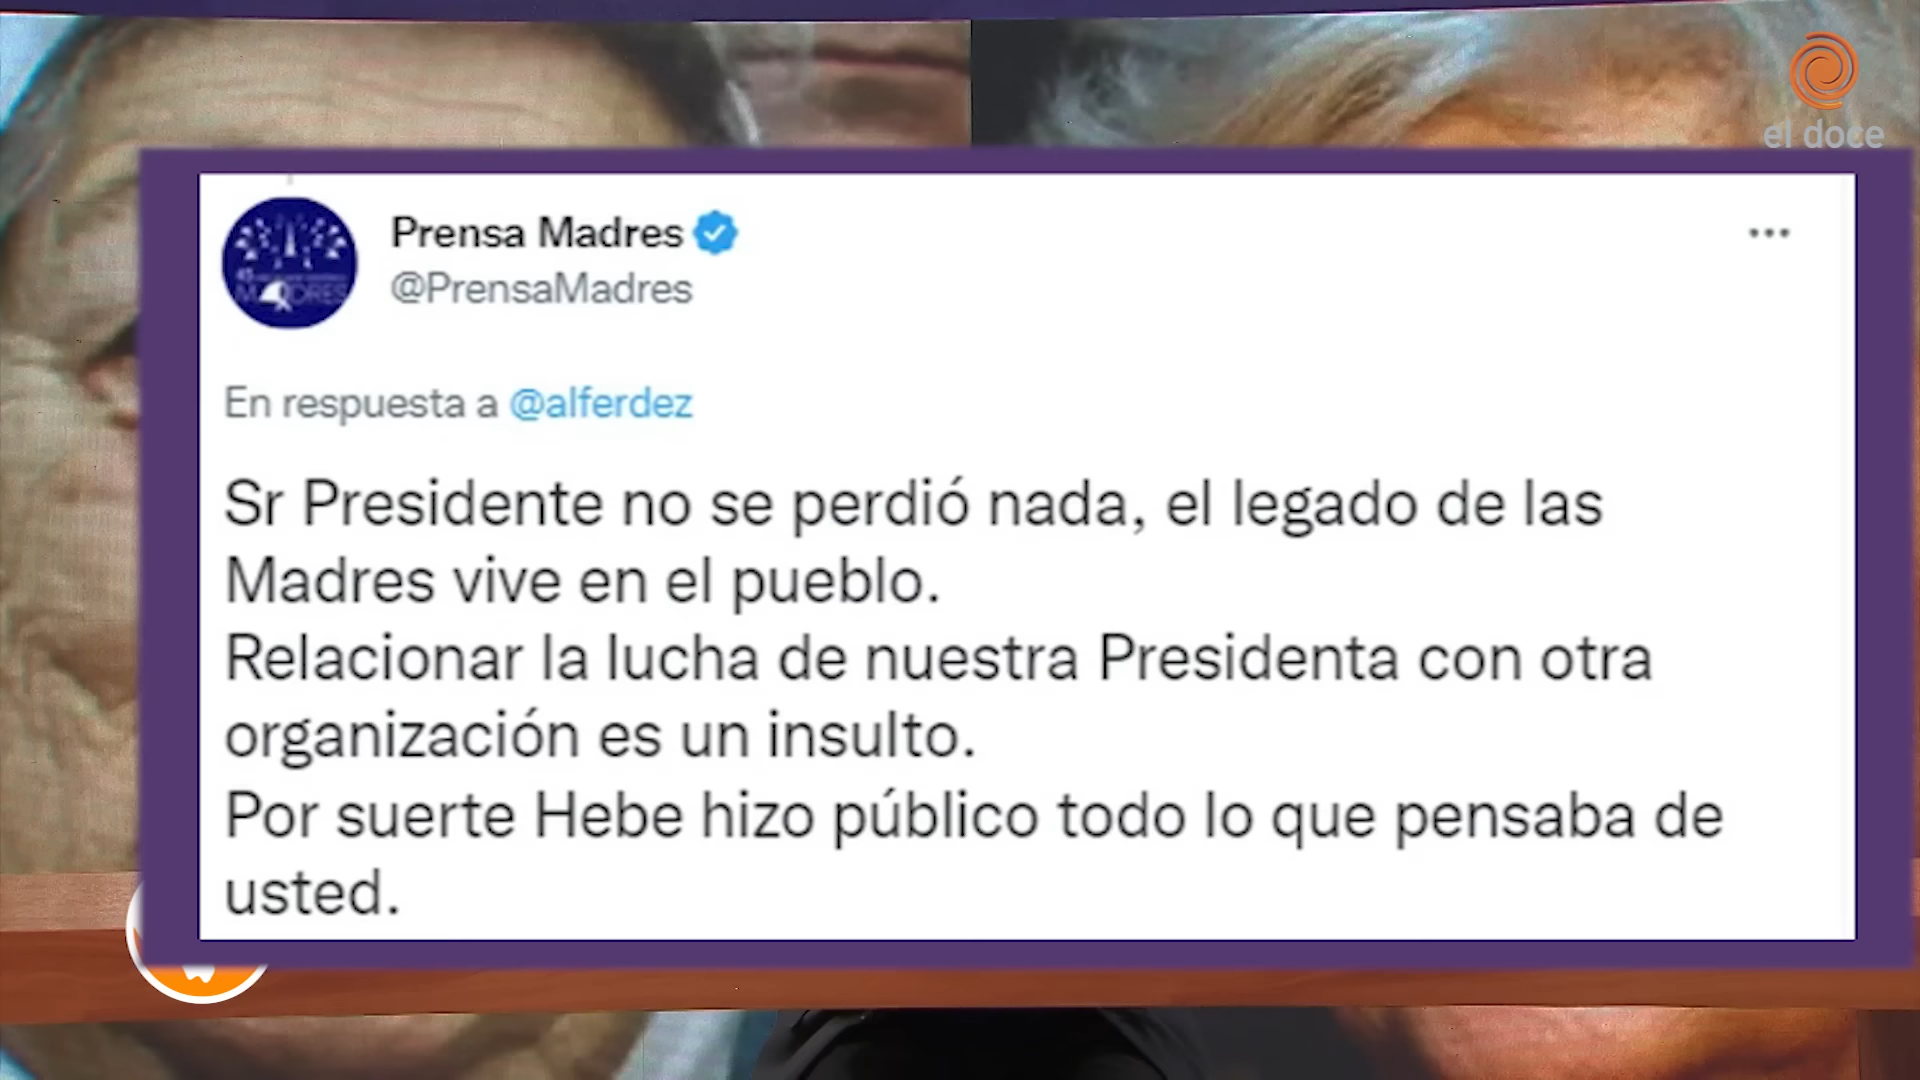 el doce
Prensa Madres
@PrensaMadres
MADRES
En respuesta a @alferdez
Sr Presidente no se perdió nada, el legado de las
Madres vive en el pueblo.
Relacionar la lucha de nuestra Presidenta con otra
organización es un insulto.
Por suerte Hebe hizo público todo lo que pensaba de
usted.